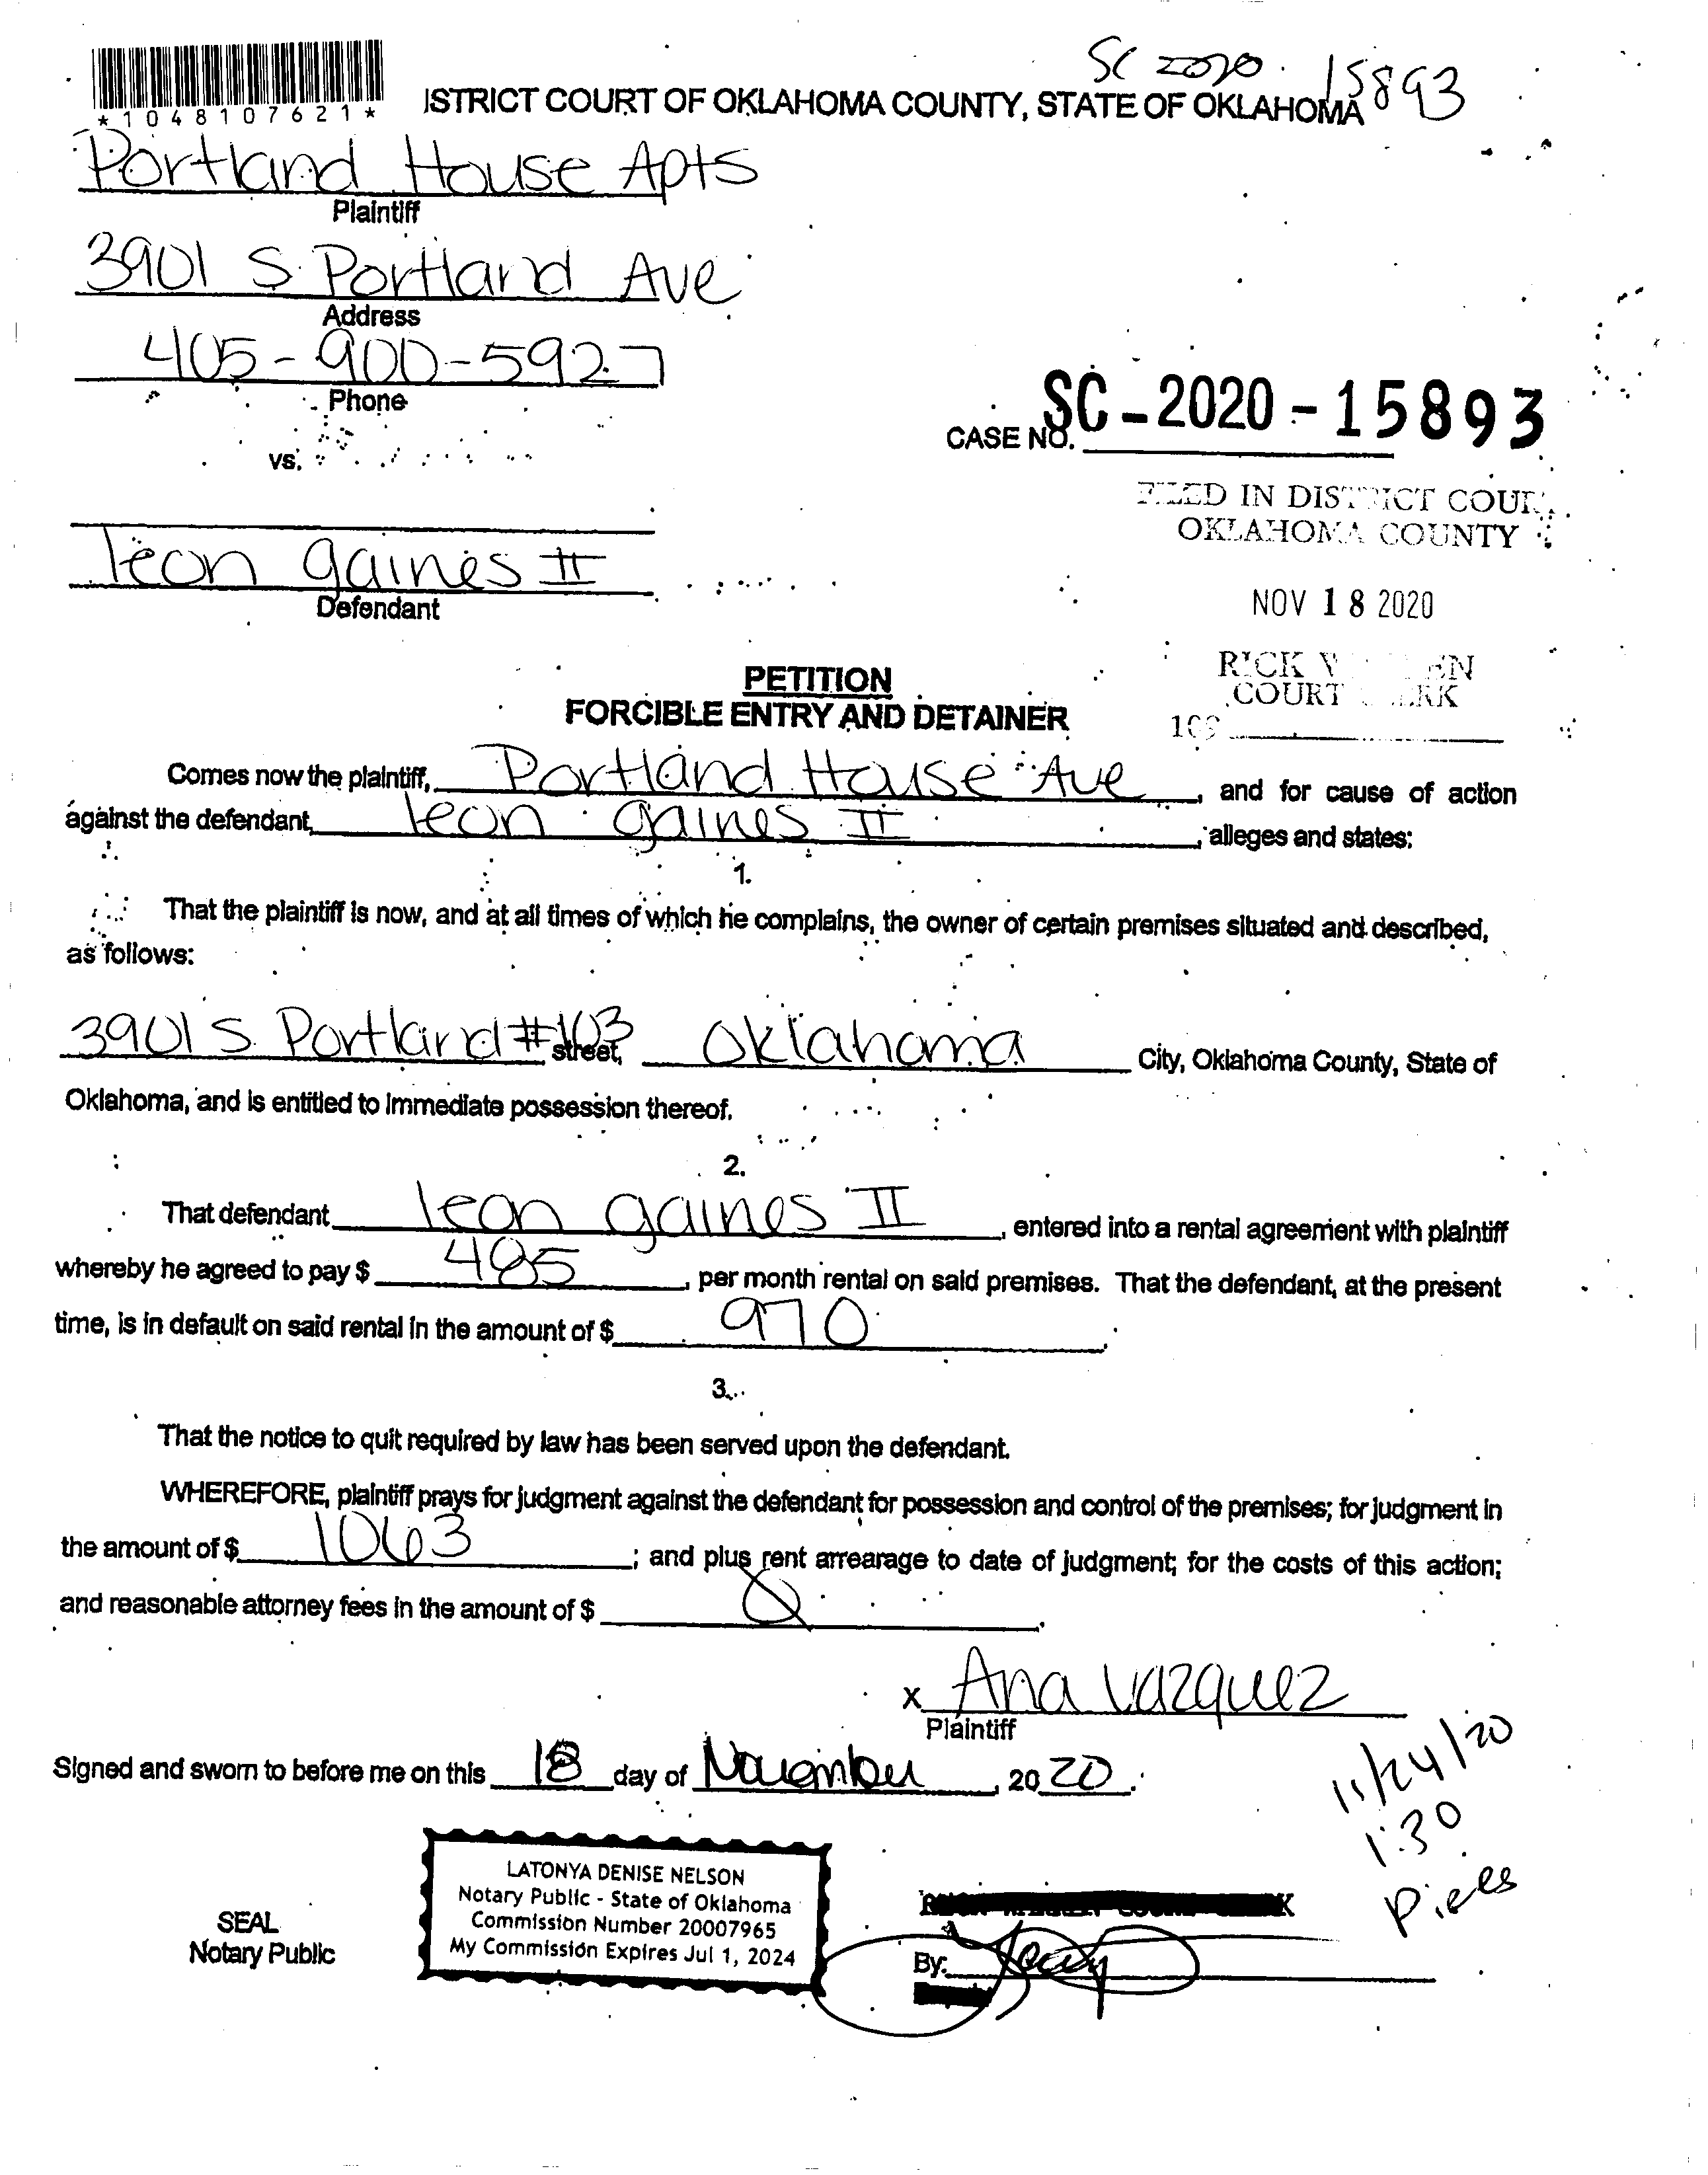 SC 2020 15893
*1048107621*
ISTRICT COURT OF OKLAHOMA COUNTY, STATE OF OKLAHOMA
Portland House Apts
Plaintiff
3901 S Portland Ave
Address
405-900-5927
Phone
CASE NO. SC-2020-15893
vs.
FILED IN DISTRICT COUR
OKLAHOMA COUNTY
leon gaines II
Defendant
NOV 18 2020
RICK
COURT
PETITION
FORCIBLE ENTRY AND DETAINER
Comes now the plaintiff, Portland House Ave, and for cause of action
against the defendant, leon gaines II, alleges and states:
1.
That the plaintiff is now, and at all times of which he complains, the owner of certain premises situated and described,
as follows:
3901 S. Portland #103 street, Oklahoma City, Oklahoma County, State of
Oklahoma, and is entitled to immediate possession thereof.
2.
That defendant leon gaines II, entered into a rental agreement with plaintiff
whereby he agreed to pay $ 485, per month rental on said premises. That the defendant, at the present
time, is in default on said rental in the amount of $ 970.
3.
That the notice to quit required by law has been served upon the defendant.
WHEREFORE, plaintiff prays for judgment against the defendant for possession and control of the premises; for judgment in
the amount of $ 1063; and plus rent arrearage to date of judgment; for the costs of this action;
and reasonable attorney fees in the amount of $ 0.
x Ana Vazquez
Plaintiff
Signed and sworn to before me on this 18 day of November, 2020.
11/24/20
1:30
LATONYA DENISE NELSON
Notary Public - State of Oklahoma
Commission Number 20007965
My Commission Expires Jul 1, 2024
SEAL
Notary Public
By: